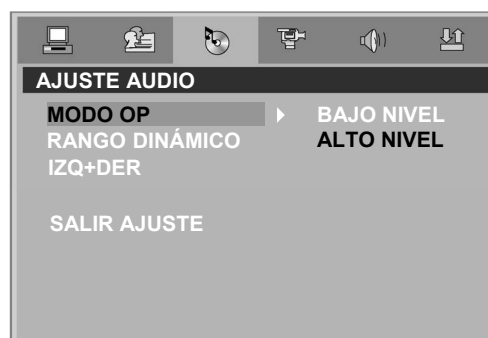 AJUSTE AUDIO
MODO OP BAJO NIVEL
RANGO DINÁMICO ALTO NIVEL
IZQ+DER
SALIR AJUSTE